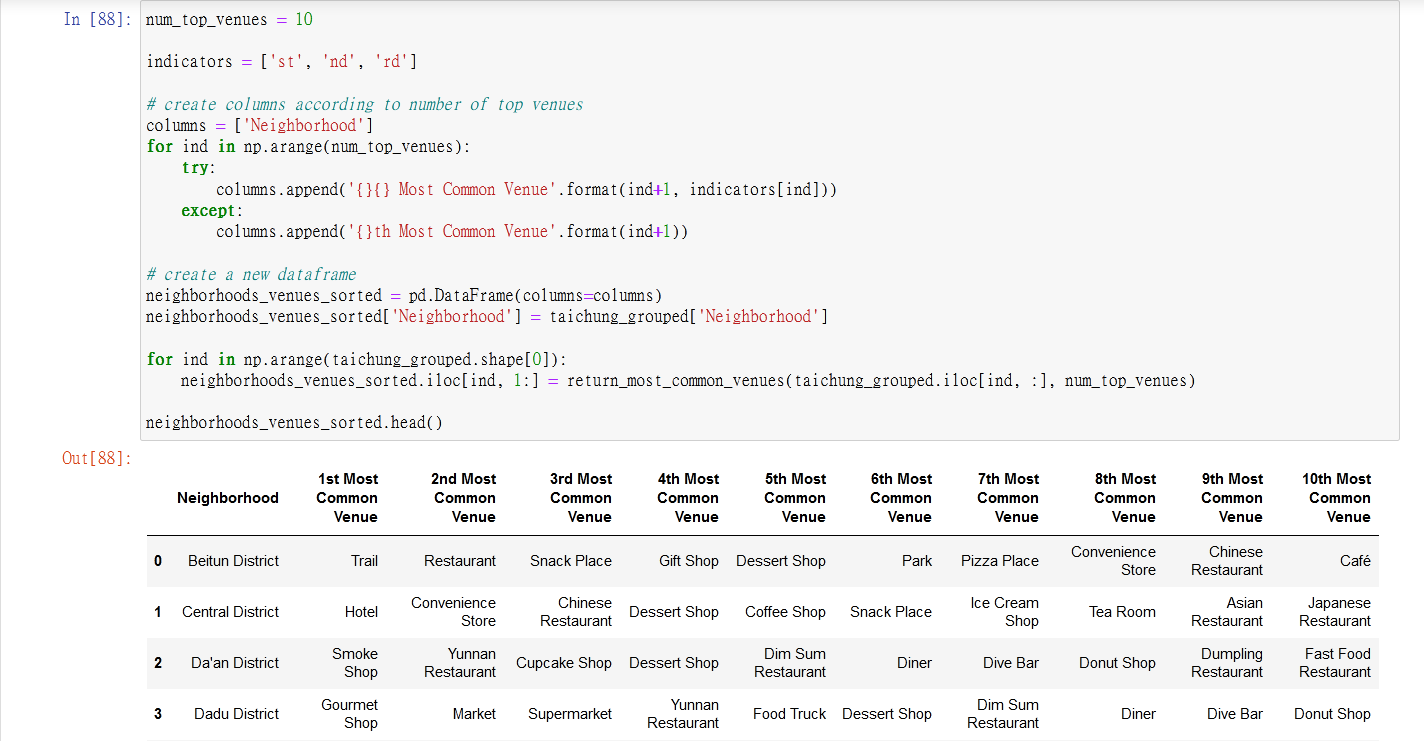 In [88]: num_top_venues = 10
indicators = ['st', 'nd', 'rd']
# create columns according to number of top venues
columns = ['Neighborhood']
for ind in np.arange(num_top_venues):
    try:
        columns.append('{}{} Most Common Venue'.format(ind+1, indicators[ind]))
    except:
        columns.append('{}th Most Common Venue'.format(ind+1))
# create a new dataframe
neighborhoods_venues_sorted = pd.DataFrame(columns=columns)
neighborhoods_venues_sorted['Neighborhood'] = taichung_grouped['Neighborhood']
for ind in np.arange(taichung_grouped.shape[0]):
    neighborhoods_venues_sorted.iloc[ind, 1:] = return_most_common_venues(taichung_grouped.iloc[ind, :], num_top_venues)
neighborhoods_venues_sorted.head()
Out[88]:
Neighborhood 1st Most Common Venue 2nd Most Common Venue 3rd Most Common Venue 4th Most Common Venue 5th Most Common Venue 6th Most Common Venue 7th Most Common Venue 8th Most Common Venue 9th Most Common Venue 10th Most Common Venue
0 Beitun District Trail Restaurant Snack Place Gift Shop Dessert Shop Park Pizza Place Convenience Store Chinese Restaurant Café
1 Central District Hotel Convenience Store Chinese Restaurant Dessert Shop Coffee Shop Snack Place Ice Cream Shop Tea Room Asian Restaurant Japanese Restaurant
2 Da'an District Smoke Shop Yunnan Restaurant Cupcake Shop Dessert Shop Dim Sum Restaurant Diner Dive Bar Donut Shop Dumpling Restaurant Fast Food Restaurant
3 Dadu District Gourmet Shop Market Supermarket Yunnan Restaurant Food Truck Dessert Shop Dim Sum Restaurant Diner Dive Bar Donut Shop